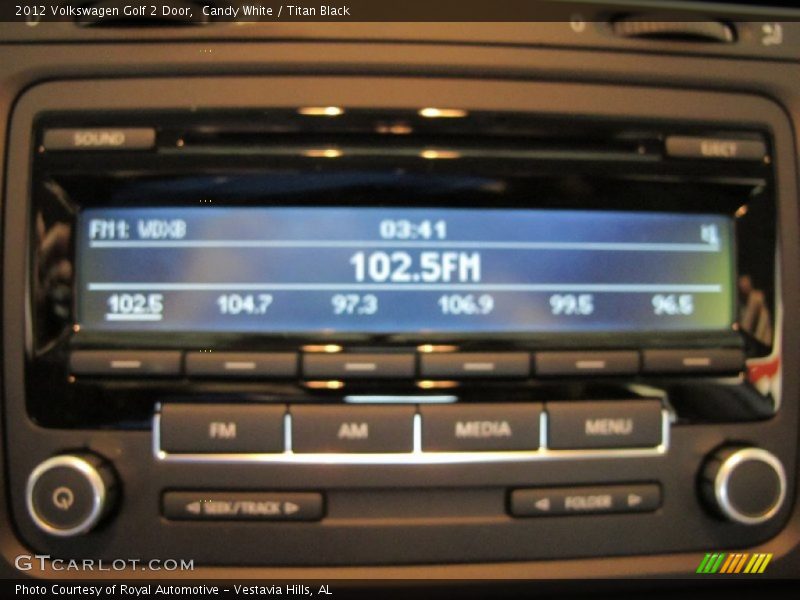 2012 Volkswagen Golf 2 Door, Candy White / Titan Black
SOUND
EJECT
FM1: WDXB 03:41
102.5FM
102.5 104.7 97.3 106.9 99.5 96.5
FM AM MEDIA MENU
SEEK/TRACK
FOLDER
GTCARLOT.COM
Photo Courtesy of Royal Automotive – Vestavia Hills, AL